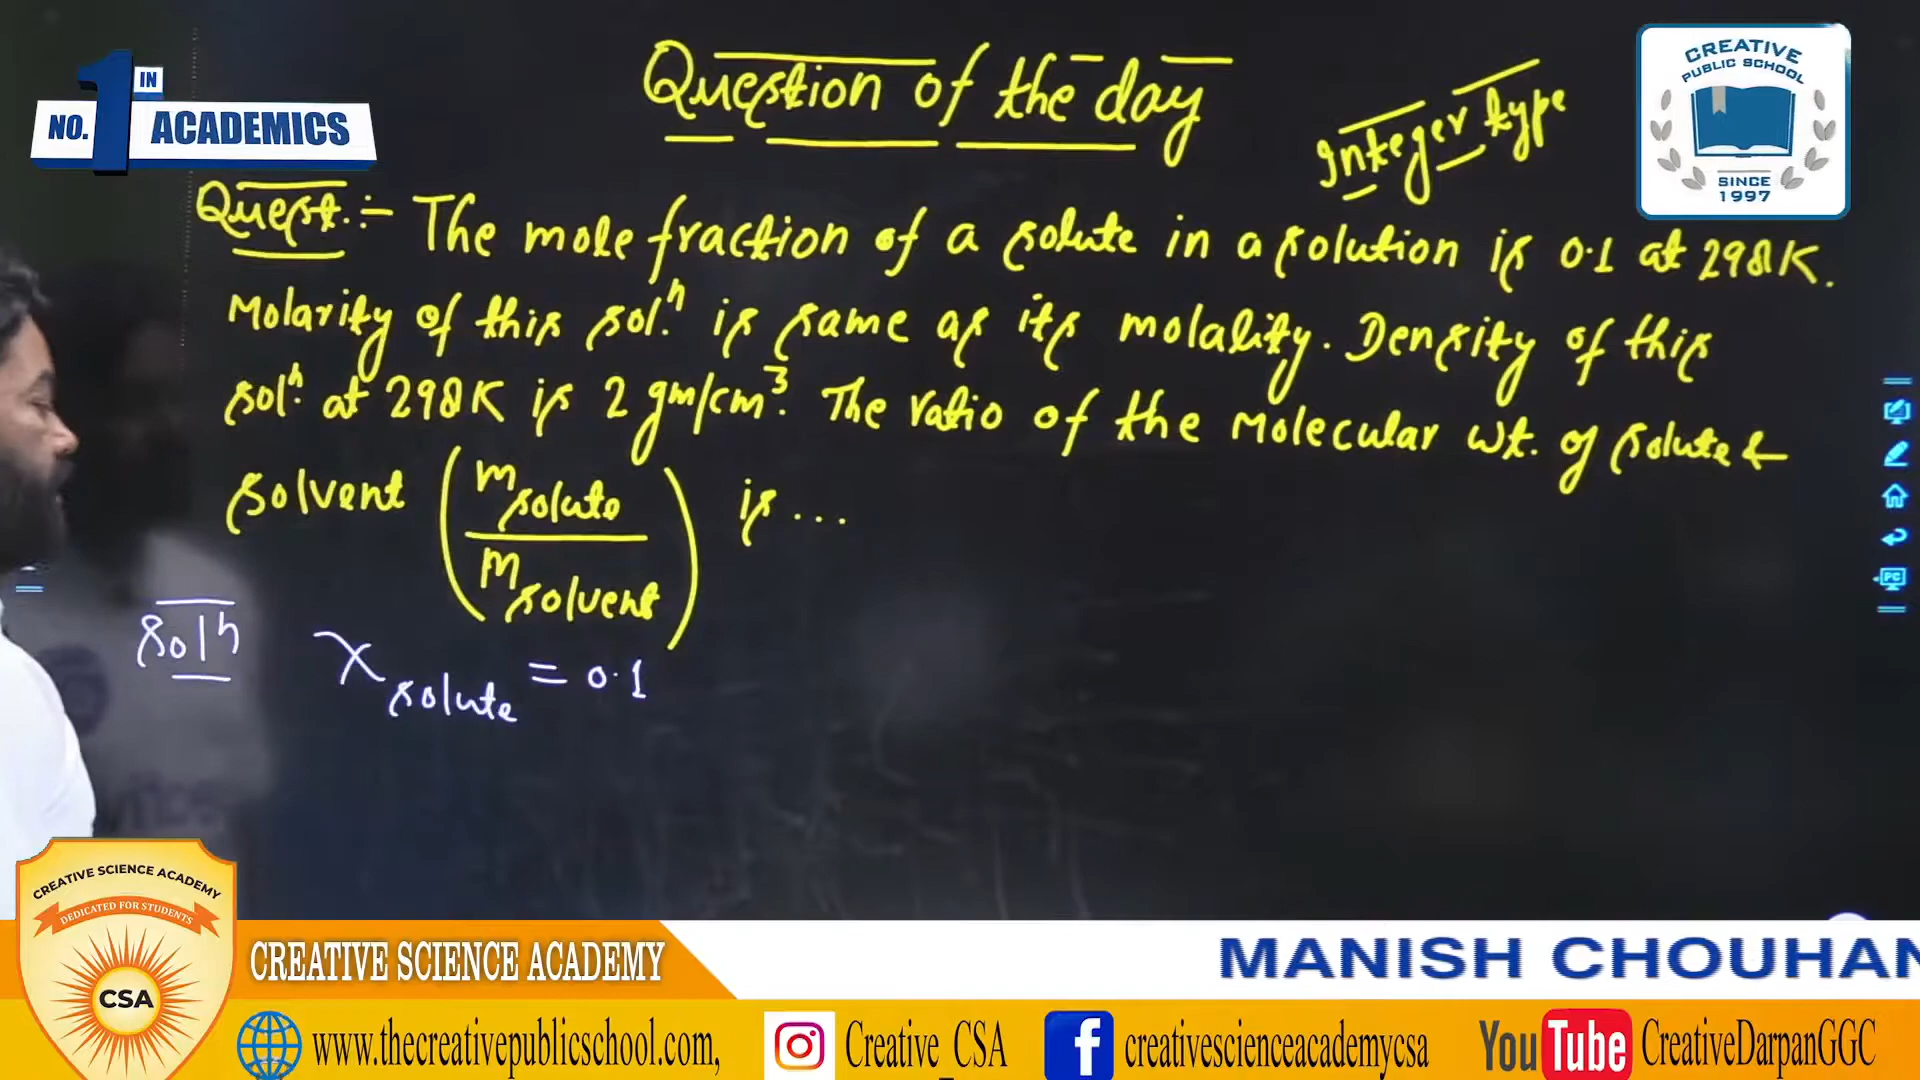 NO. 1 IN ACADEMICS
Question of the day
Integer type
CREATIVE
PUBLIC SCHOOL
SINCE
1997
Quest. :- The mole fraction of a solute in a solution is 0.1 at 298K.
Molarity of this sol.ⁿ is same as its molality. Density of this
solⁿ. at 298K is 2 gm/cm³. The ratio of the molecular wt. of solute &
solvent (m solute / m solvent) is ...
solⁿ X solute = 0.1
PC
CREATIVE SCIENCE ACADEMY
DEDICATED FOR STUDENTS
CSA
CREATIVE SCIENCE ACADEMY
MANISH CHOUHAN
www.thecreativepublicschool.com, Creative_CSA creativescienceacademycsa YouTube CreativeDarpanGGC